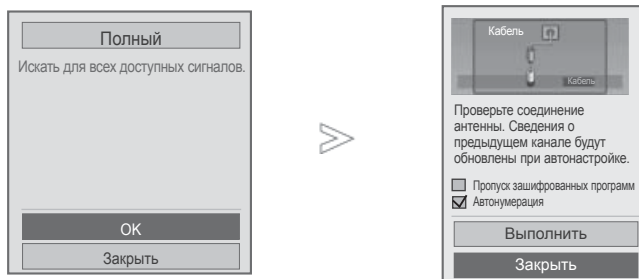 Полный
Искать для всех доступных сигналов.
OK
Закрыть
Кабель
Кабель
Проверьте соединение
антенны. Сведения о
предыдущем канале будут
обновлены при автонастройке.
Пропуск зашифрованных программ
Автонумерация
Выполнить
Закрыть